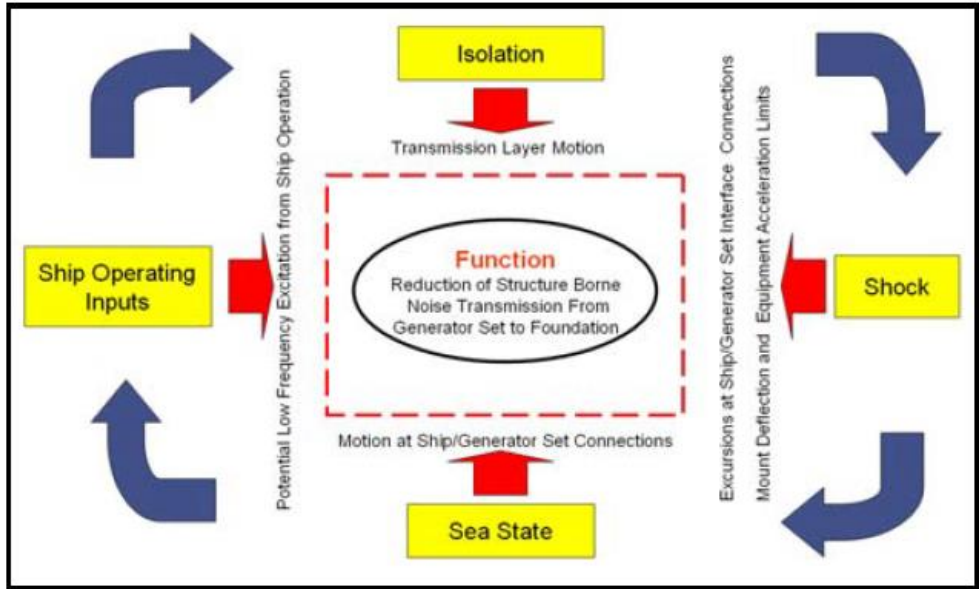 Isolation
Transmission Layer Motion
Potential Low Frequency Excitation from Ship Operation
Ship Operating
Inputs
Function
Reduction of Structure Borne
Noise Transmission From
Generator Set to Foundation
Excursions at Ship/Generator Set Interface Connections
Mount Deflection and Equipment Acceleration Limits
Shock
Motion at Ship/Generator Set Connections
Sea State